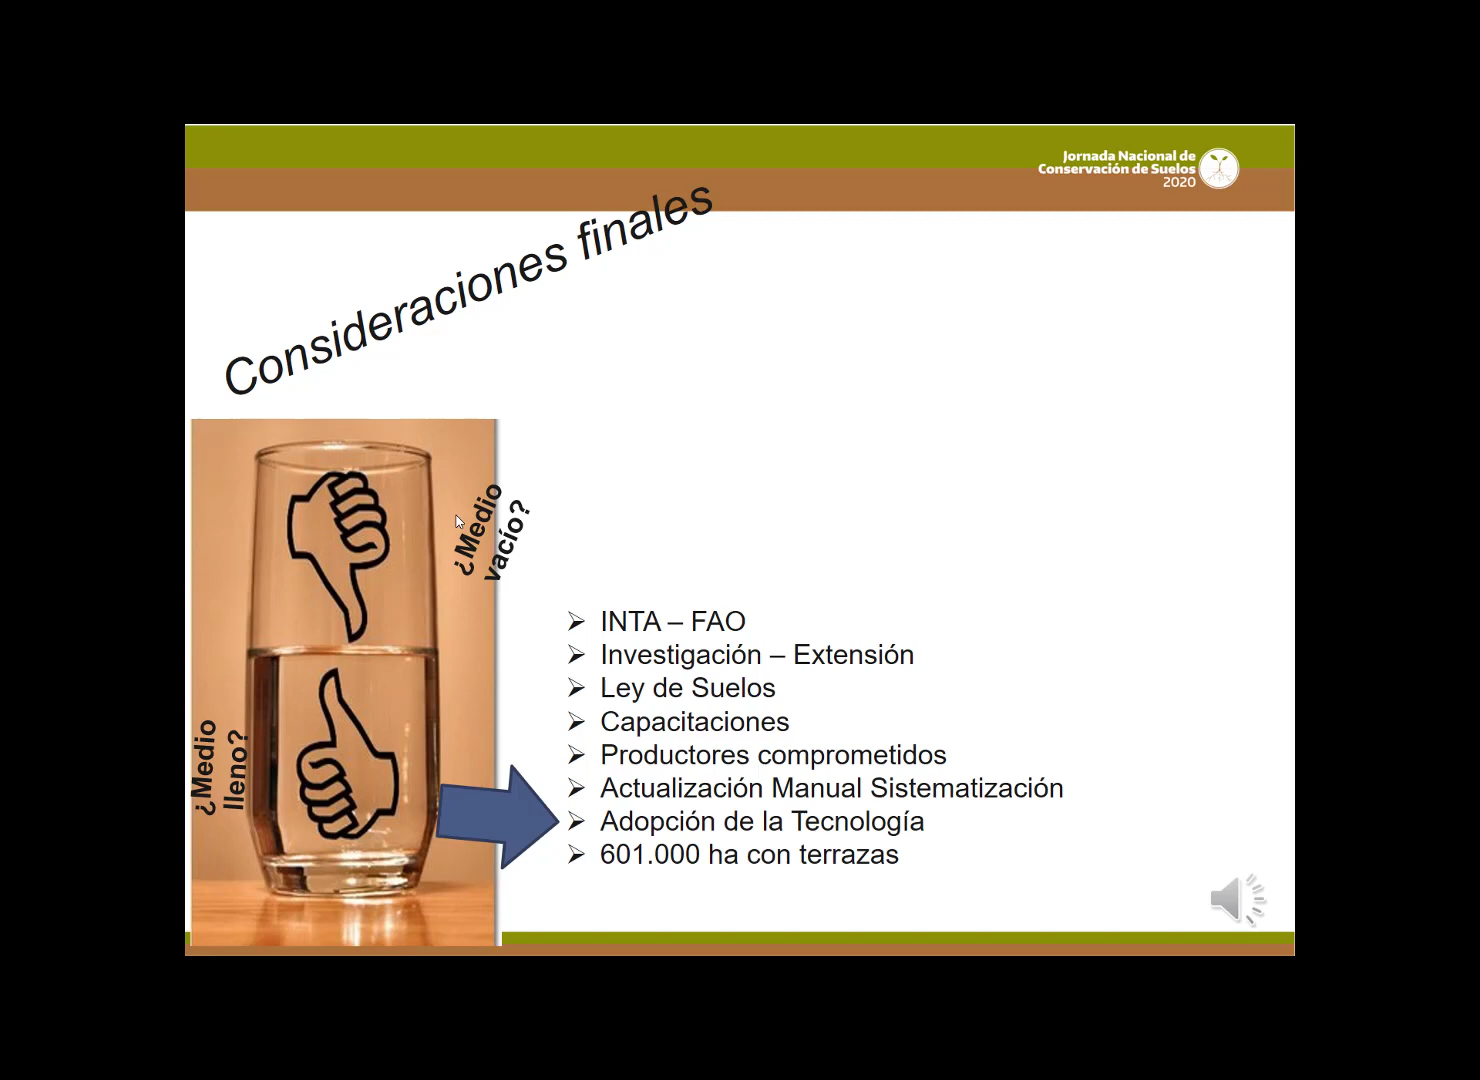 Jornada Nacional de
Conservación de Suelos
2020
Consideraciones finales
¿Medio
vacío?
¿Medio
lleno?
INTA – FAO
Investigación – Extensión
Ley de Suelos
Capacitaciones
Productores comprometidos
Actualización Manual Sistematización
Adopción de la Tecnología
601.000 ha con terrazas